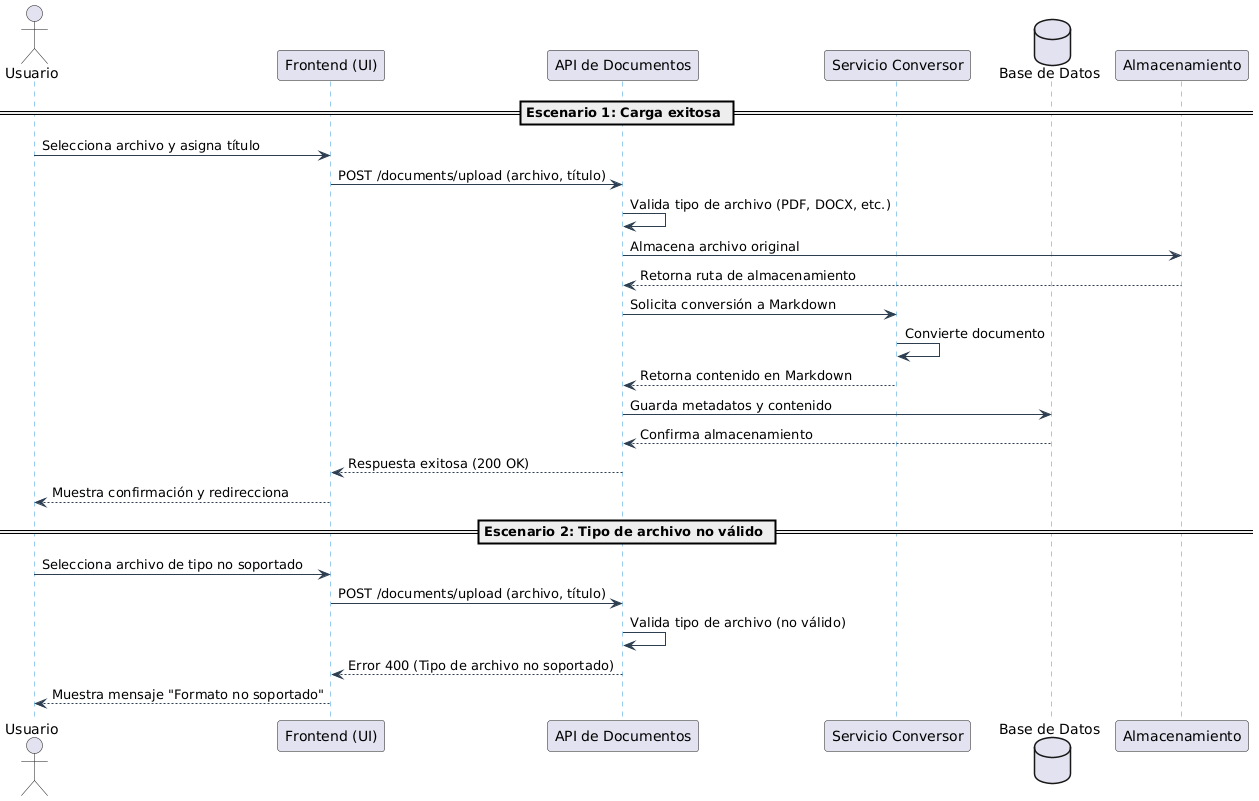 Usuario
Frontend (UI)
API de Documentos
Servicio Conversor
Base de Datos
Almacenamiento
Escenario 1: Carga exitosa
Selecciona archivo y asigna título
POST /documents/upload (archivo, título)
Valida tipo de archivo (PDF, DOCX, etc.)
Almacena archivo original
Retorna ruta de almacenamiento
Solicita conversión a Markdown
Convierte documento
Retorna contenido en Markdown
Guarda metadatos y contenido
Confirma almacenamiento
Respuesta exitosa (200 OK)
Muestra confirmación y redirecciona
Escenario 2: Tipo de archivo no válido
Selecciona archivo de tipo no soportado
POST /documents/upload (archivo, título)
Valida tipo de archivo (no válido)
Error 400 (Tipo de archivo no soportado)
Muestra mensaje "Formato no soportado"
Usuario
Frontend (UI)
API de Documentos
Servicio Conversor
Base de Datos
Almacenamiento